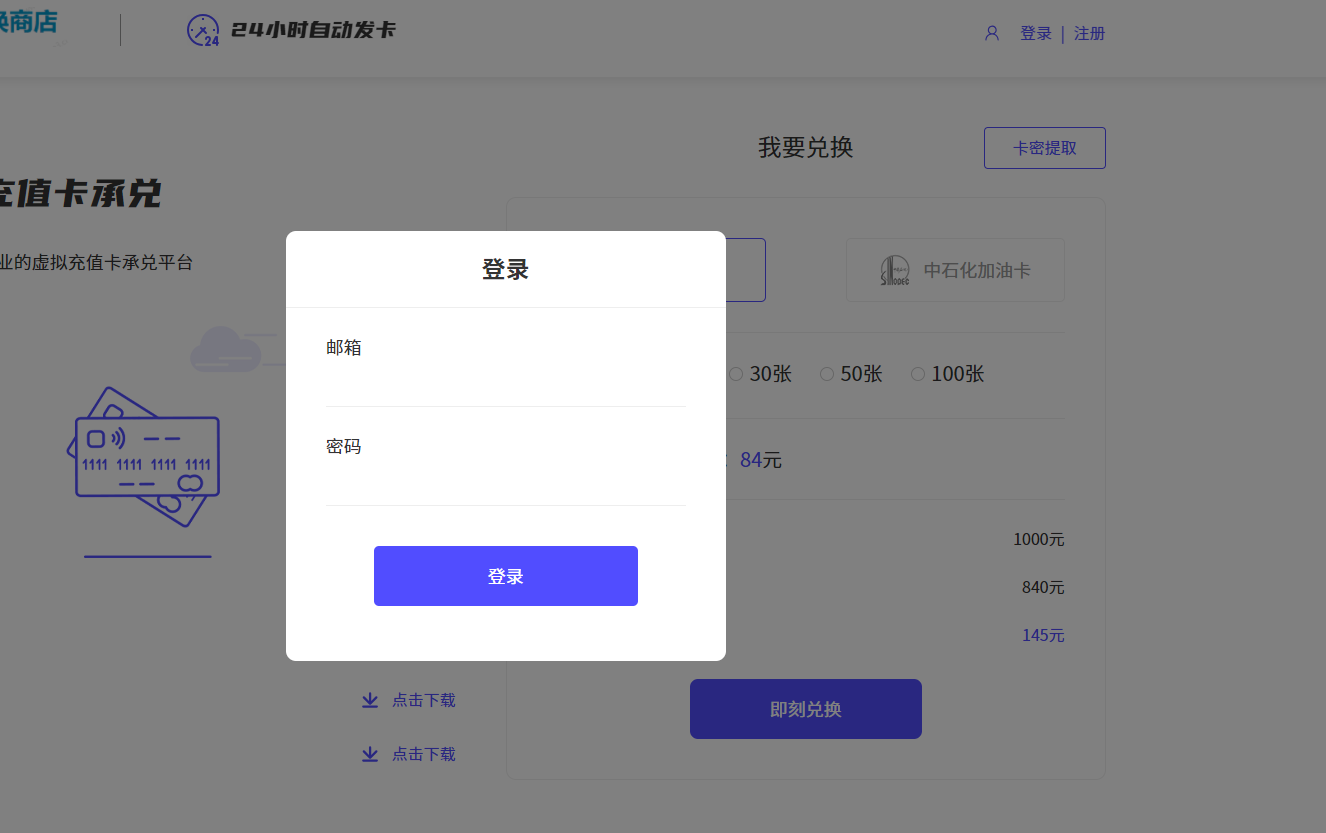 换商店
24小时自动发卡
登录 | 注册
充值卡承兑
业的虚拟充值卡承兑平台
我要兑换
卡密提取
SINOPEC 中石化加油卡
30张 50张 100张
：84元
1000元
840元
145元
即刻兑换
登录
邮箱
密码
登录
1111 1111 1111 1111
点击下载
点击下载